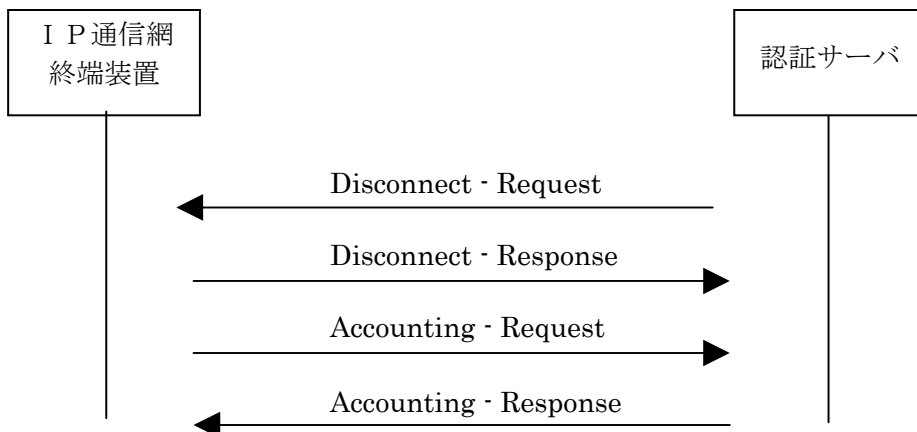 ＩＰ通信網
終端装置
認証サーバ
Disconnect‐Request
Disconnect‐Response
Accounting‐Request
Accounting‐Response